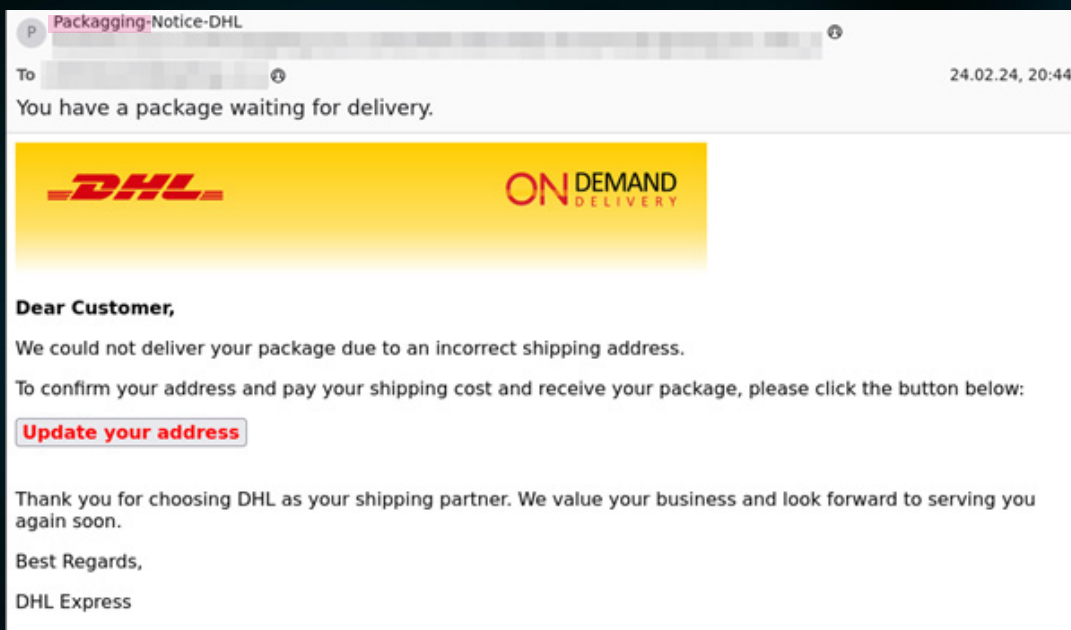 P
Packagging-Notice-DHL
To
24.02.24, 20:44
You have a package waiting for delivery.
DHL
ON DEMAND DELIVERY
Dear Customer,
We could not deliver your package due to an incorrect shipping address.
To confirm your address and pay your shipping cost and receive your package, please click the button below:
Update your address
Thank you for choosing DHL as your shipping partner. We value your business and look forward to serving you
again soon.
Best Regards,
DHL Express